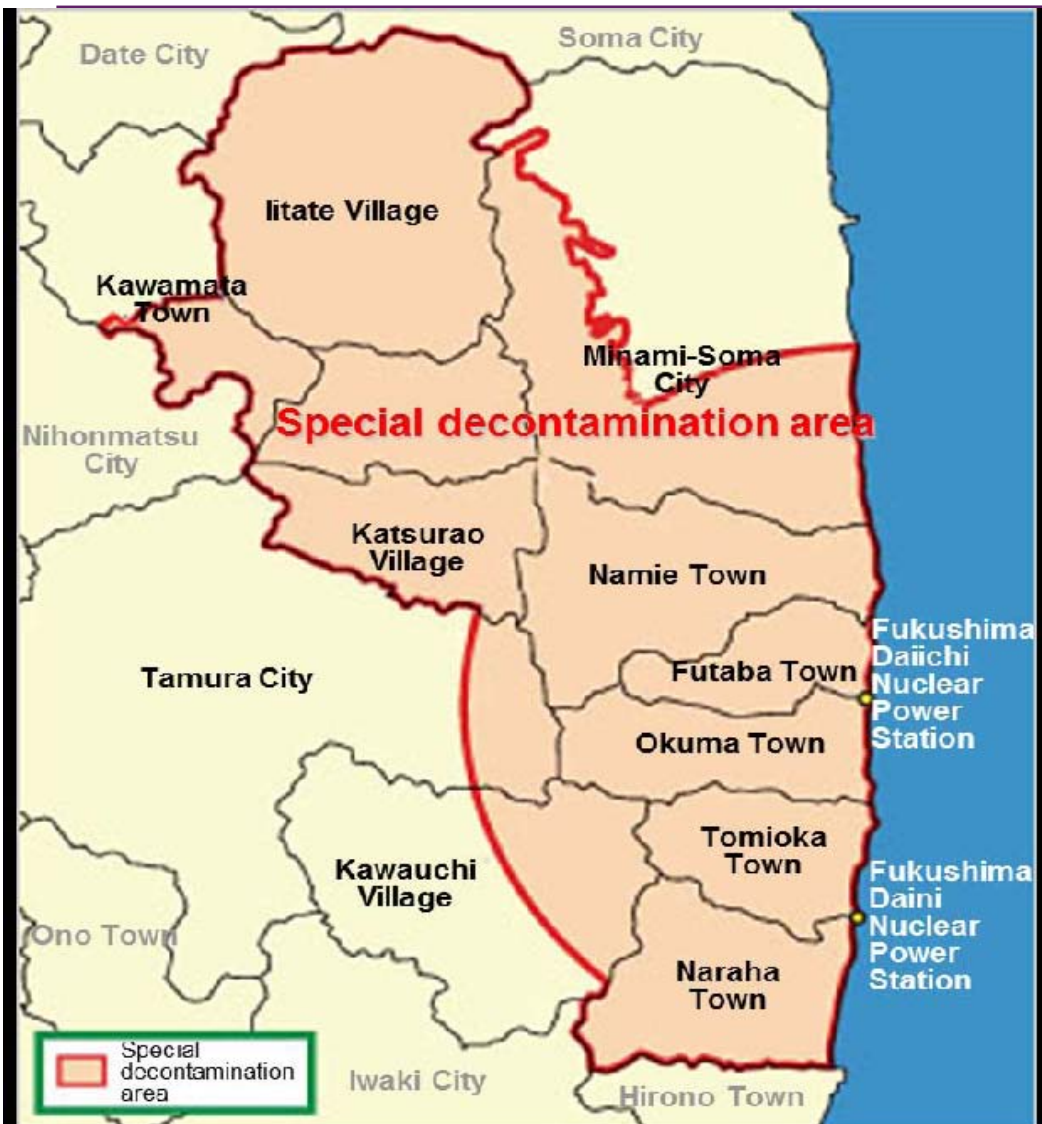 Date City
Soma City
Iitate Village
Kawamata
Town
Minami-Soma
City
Special decontamination area
Nihonmatsu
City
Katsurao
Village
Namie Town
Fukushima
Daiichi
Nuclear
Power
Station
Futaba Town
Tamura City
Okuma Town
Tomioka
Town
Kawauchi
Village
Fukushima
Daini
Nuclear
Power
Station
Ono Town
Naraha
Town
Special
decontamination
area
Iwaki City
Hirono Town